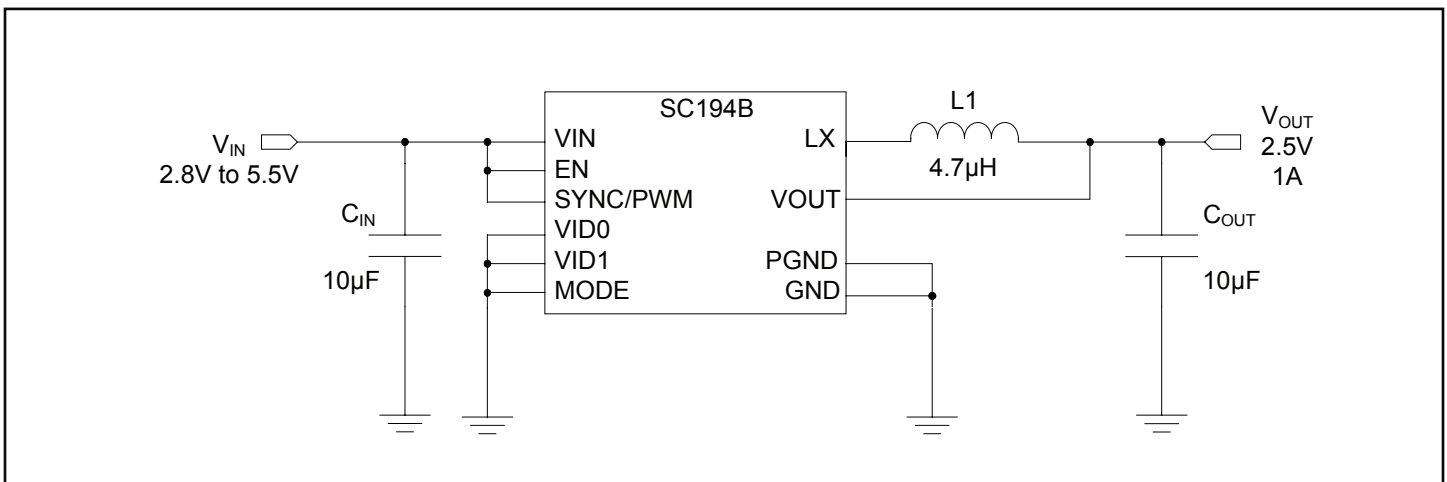 SC194B
V_IN
2.8V to 5.5V
C_IN
10µF
VIN
EN
SYNC/PWM
VID0
VID1
MODE
LX
VOUT
PGND
GND
L1
4.7µH
V_OUT
2.5V
1A
C_OUT
10µF